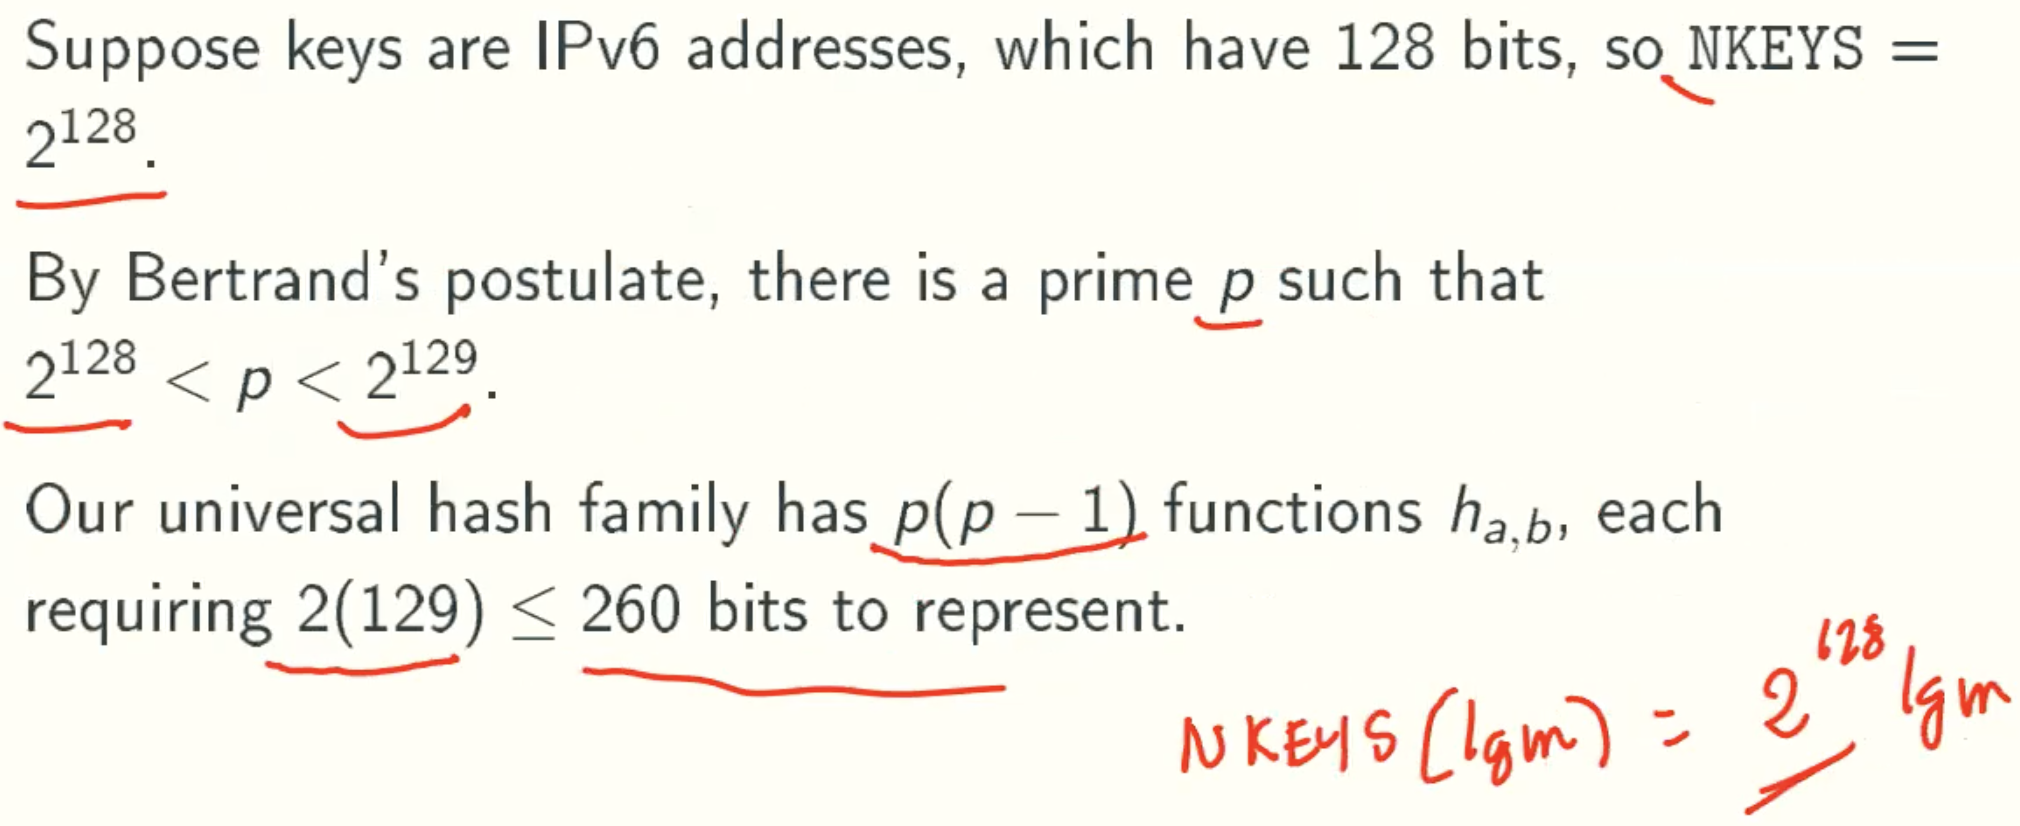 Suppose keys are IPv6 addresses, which have 128 bits, so NKEYS =
2^128.
By Bertrand's postulate, there is a prime p such that
2^128 < p < 2^129.
Our universal hash family has p(p − 1) functions h_a,b, each
requiring 2(129) ≤ 260 bits to represent.
NKEYS (lgm) = 2^128 lgm